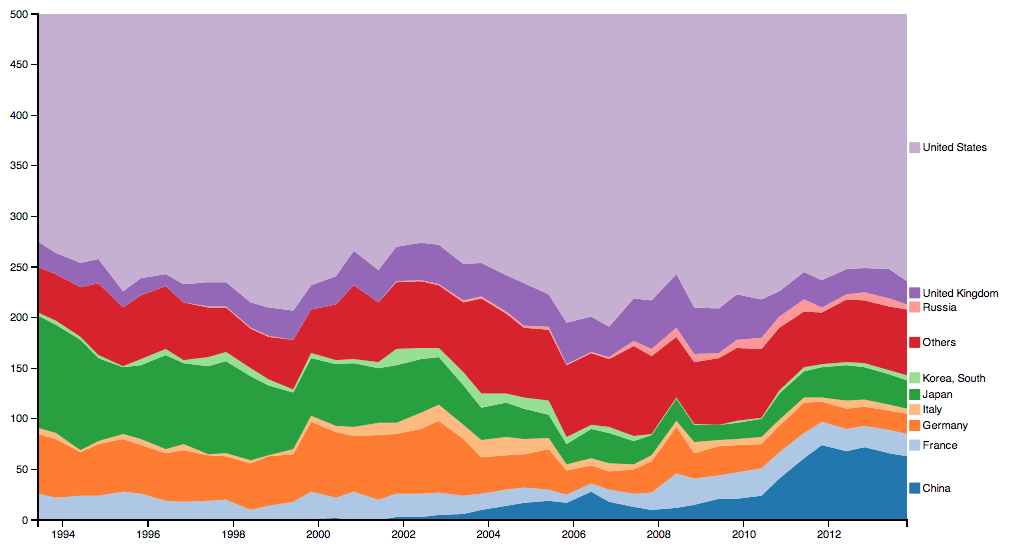 500
450
400
350
300
250
200
150
100
50
0
1994
1996
1998
2000
2002
2004
2006
2008
2010
2012
United States
United Kingdom
Russia
Others
Korea, South
Japan
Italy
Germany
France
China